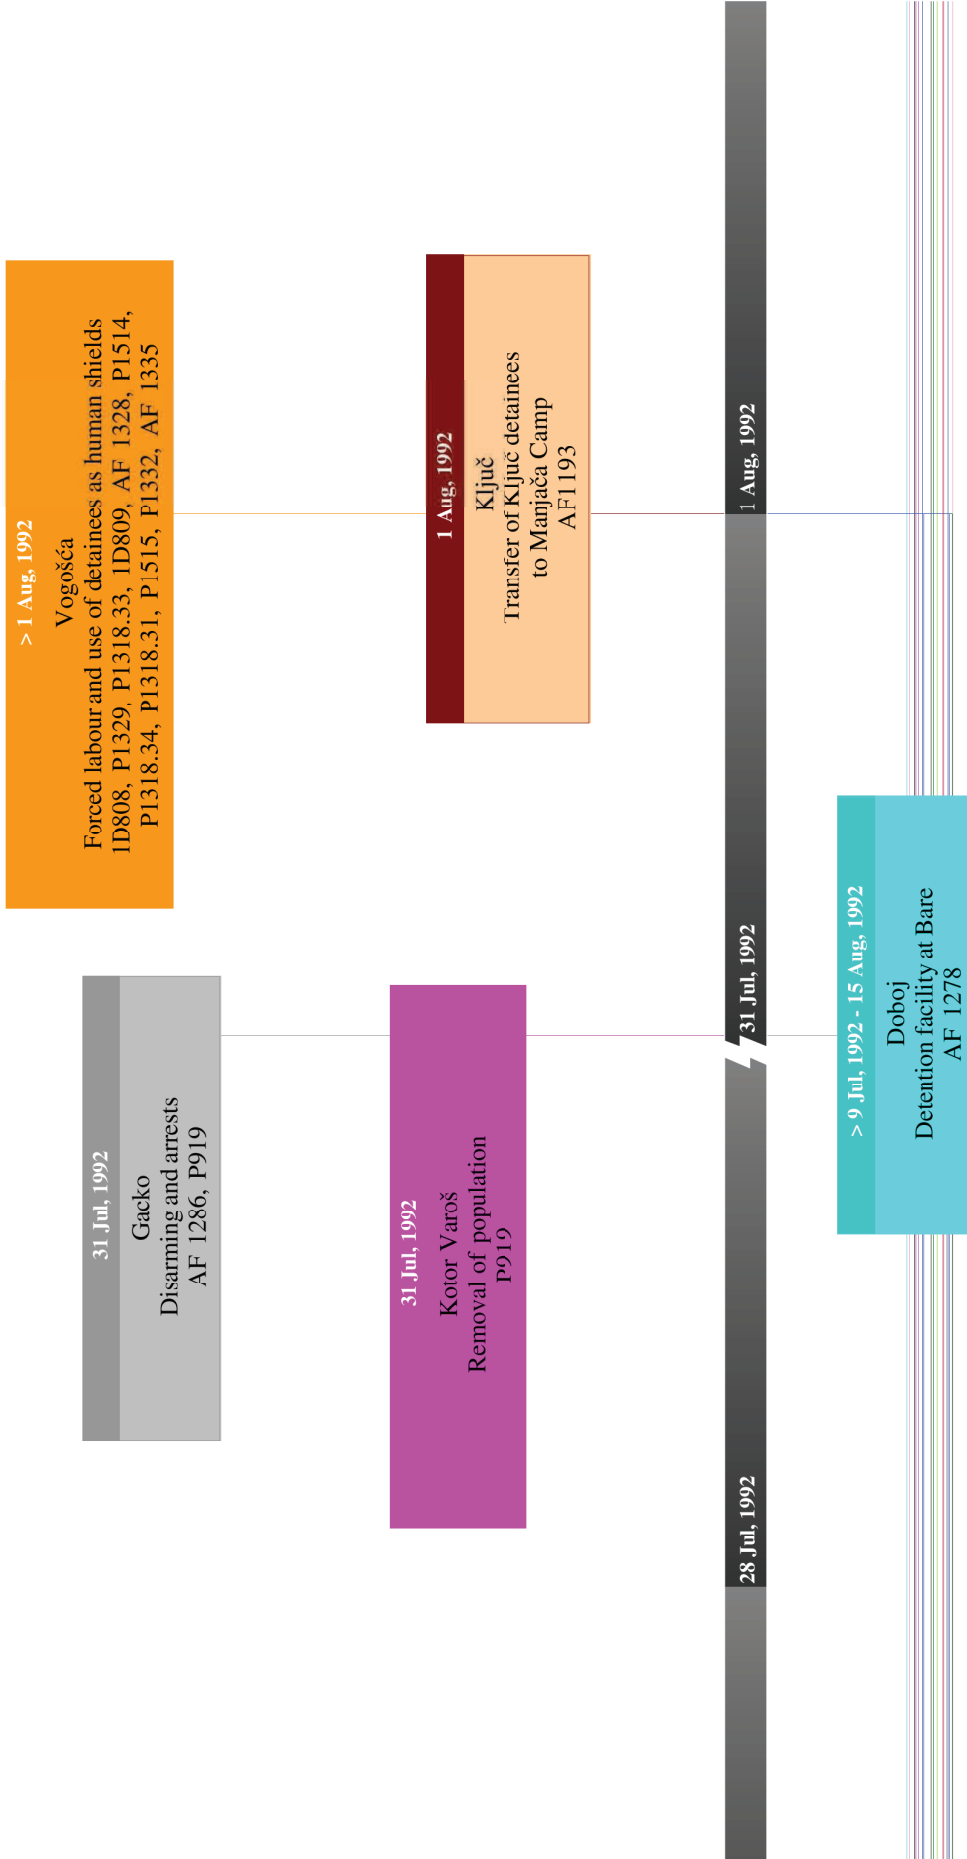 31 Jul, 1992
Gacko
Disarming and arrests
AF 1286, P919
> 1 Aug, 1992
Vogošća
Forced labour and use of detainees as human shields
1D808, P1329, P1318.33, 1D809, AF 1328, P1514,
P1318.34, P1318.31, P1515, P1332, AF 1335
31 Jul, 1992
Kotor Varoš
Removal of population
P919
1 Aug, 1992
Ključ
Transfer of Ključ detainees
to Manjača Camp
AF1193
28 Jul, 1992
31 Jul, 1992
1 Aug, 1992
> 9 Jul, 1992 - 15 Aug, 1992
Doboj
Detention facility at Bare
AF 1278